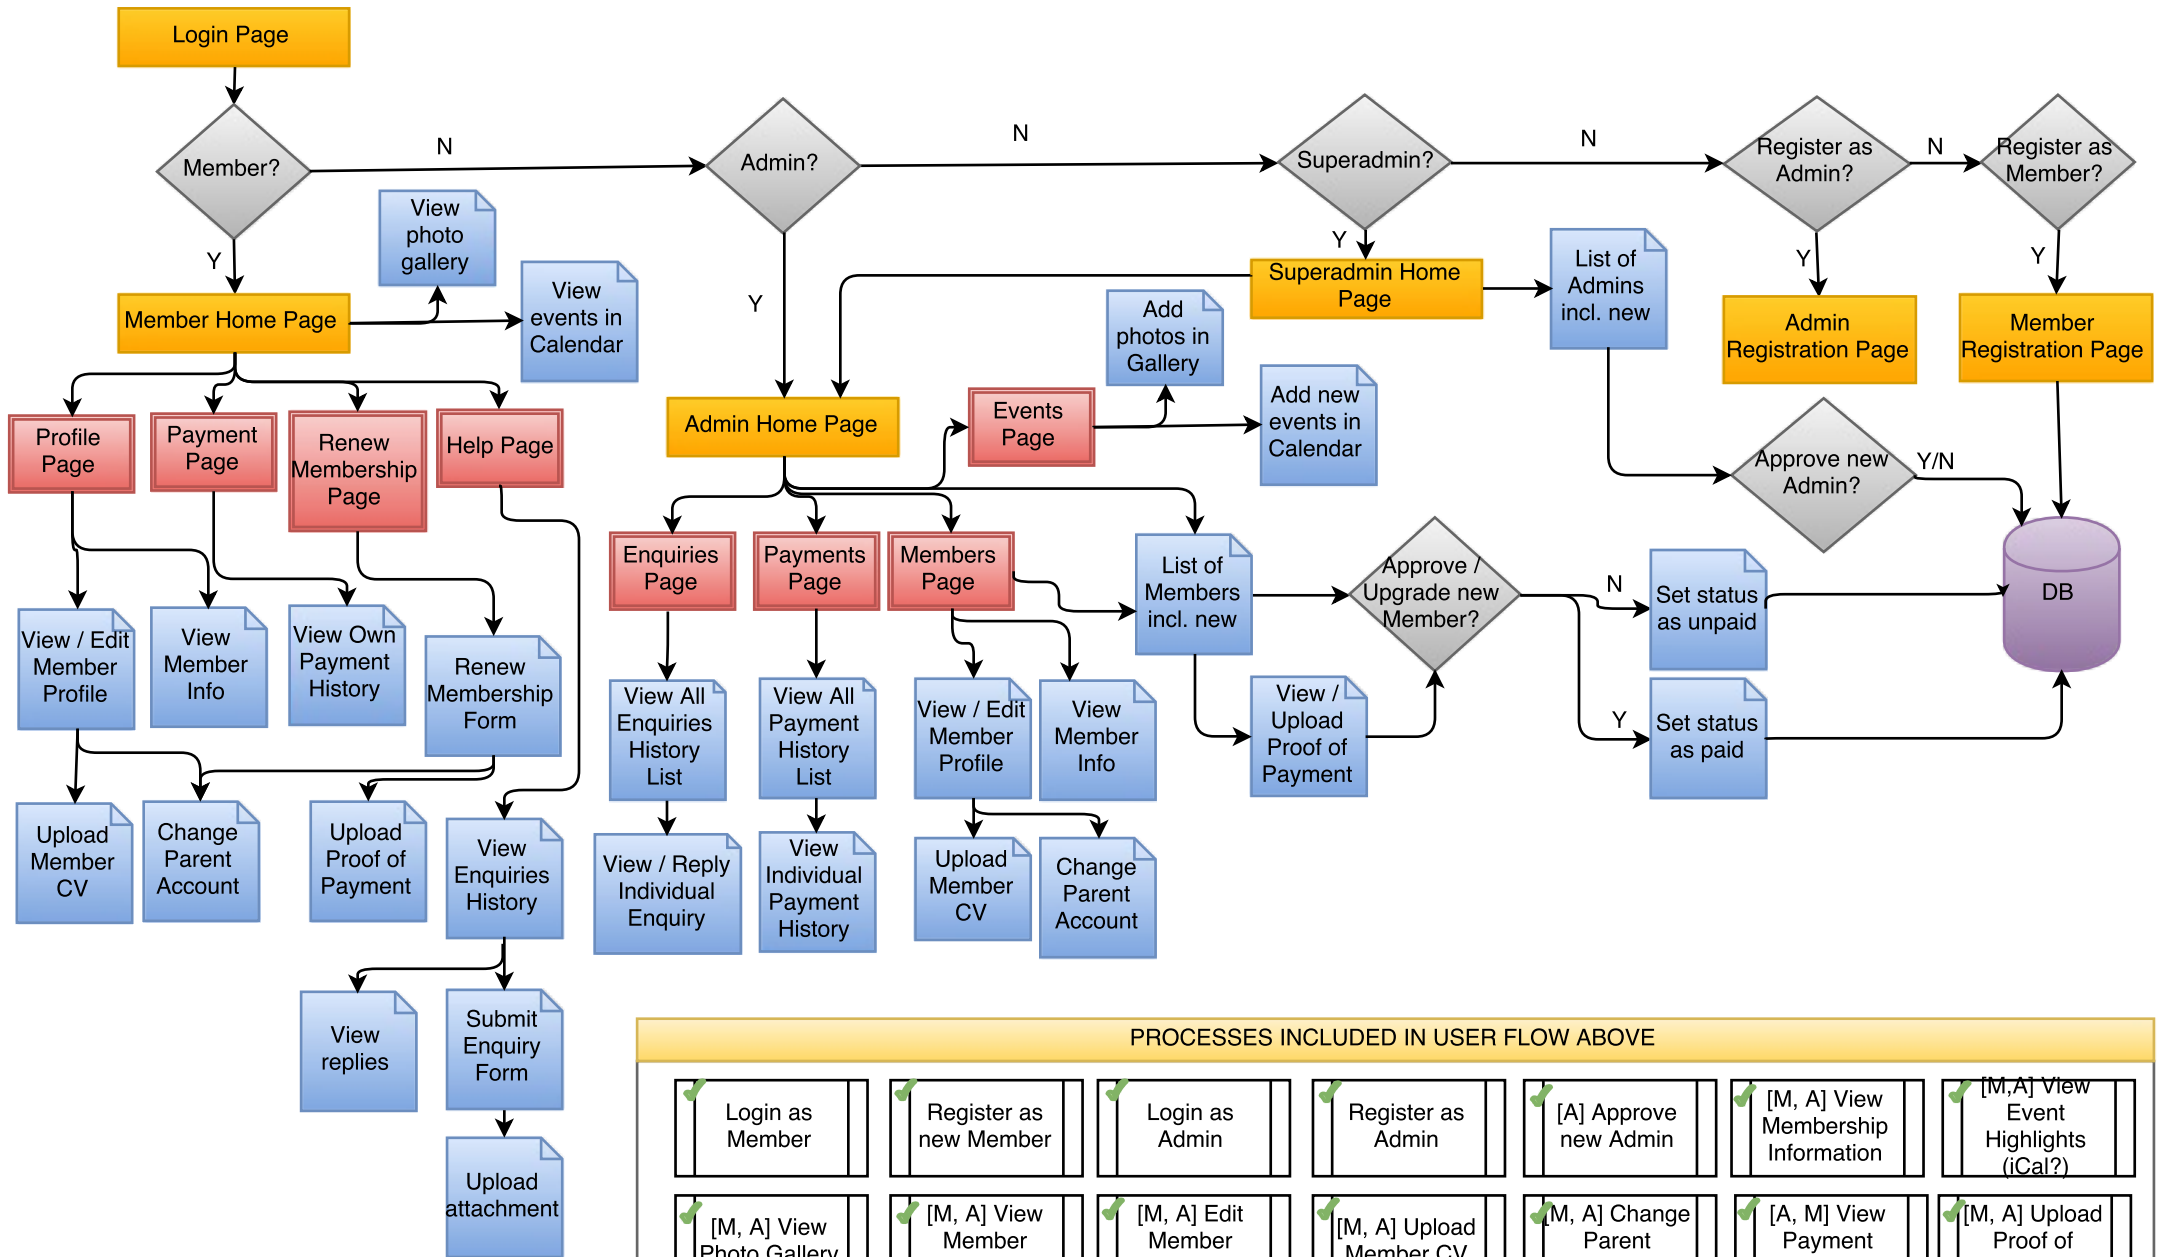 Login Page
Member?
N
Admin?
N
Superadmin?
N
Register as
Admin?
N
Register as
Member?
Y
View
photo
gallery
View
events in
Calendar
Member Home Page
Y
Y
Superadmin Home
Page
List of
Admins
incl. new
Y
Admin
Registration Page
Y
Member
Registration Page
Add
photos in
Gallery
Add new
events in
Calendar
Events
Page
Admin Home Page
Approve new
Admin?
Y/N
Profile
Page
Payment
Page
Renew
Membership
Page
Help Page
Enquiries
Page
Payments
Page
Members
Page
List of
Members
incl. new
Approve /
Upgrade new
Member?
N
Set status
as unpaid
DB
Y
Set status
as paid
View / Edit
Member
Profile
View
Member
Info
View Own
Payment
History
Renew
Membership
Form
View All
Enquiries
History
List
View All
Payment
History
List
View / Edit
Member
Profile
View
Member
Info
View /
Upload
Proof of
Payment
Upload
Member
CV
Change
Parent
Account
Upload
Proof of
Payment
View
Enquiries
History
View / Reply
Individual
Enquiry
View
Individual
Payment
History
Upload
Member
CV
Change
Parent
Account
View
replies
Submit
Enquiry
Form
Upload
attachment
PROCESSES INCLUDED IN USER FLOW ABOVE
Login as
Member
Register as
new Member
Login as
Admin
Register as
Admin
[A] Approve
new Admin
[M, A] View
Membership
Information
[M,A] View
Event
Highlights
(iCal?)
[M, A] View
Photo Gallery
[M, A] View
Member
[M, A] Edit
Member
[M, A] Upload
Member CV
[M, A] Change
Parent
[A, M] View
Payment
[M, A] Upload
Proof of